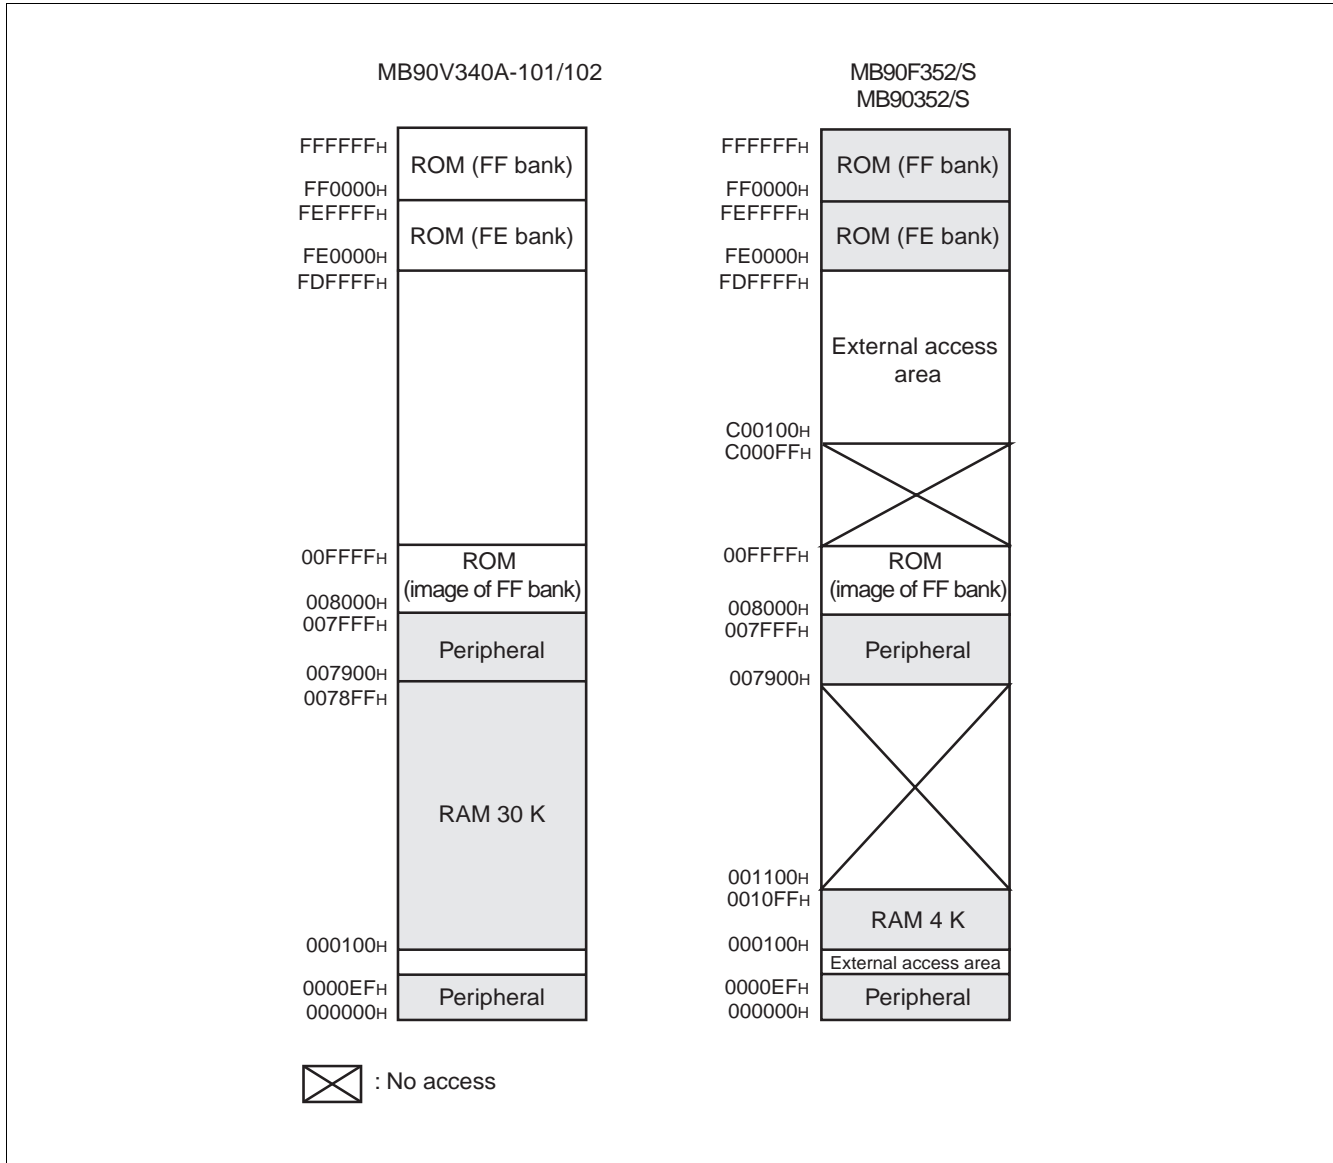 MB90V340A-101/102
FFFFFFH
ROM (FF bank)
FF0000H
FEFFFFH
ROM (FE bank)
FE0000H
FDFFFFH
00FFFFH
ROM
(image of FF bank)
008000H
007FFFH
Peripheral
007900H
0078FFH
RAM 30 K
000100H
0000EFH
Peripheral
000000H
MB90F352/S
MB90352/S
FFFFFFH
ROM (FF bank)
FF0000H
FEFFFFH
ROM (FE bank)
FE0000H
FDFFFFH
External access
area
C00100H
C000FFH
00FFFFH
ROM
(image of FF bank)
008000H
007FFFH
Peripheral
007900H
001100H
0010FFH
RAM 4 K
000100H
External access area
0000EFH
Peripheral
000000H
: No access